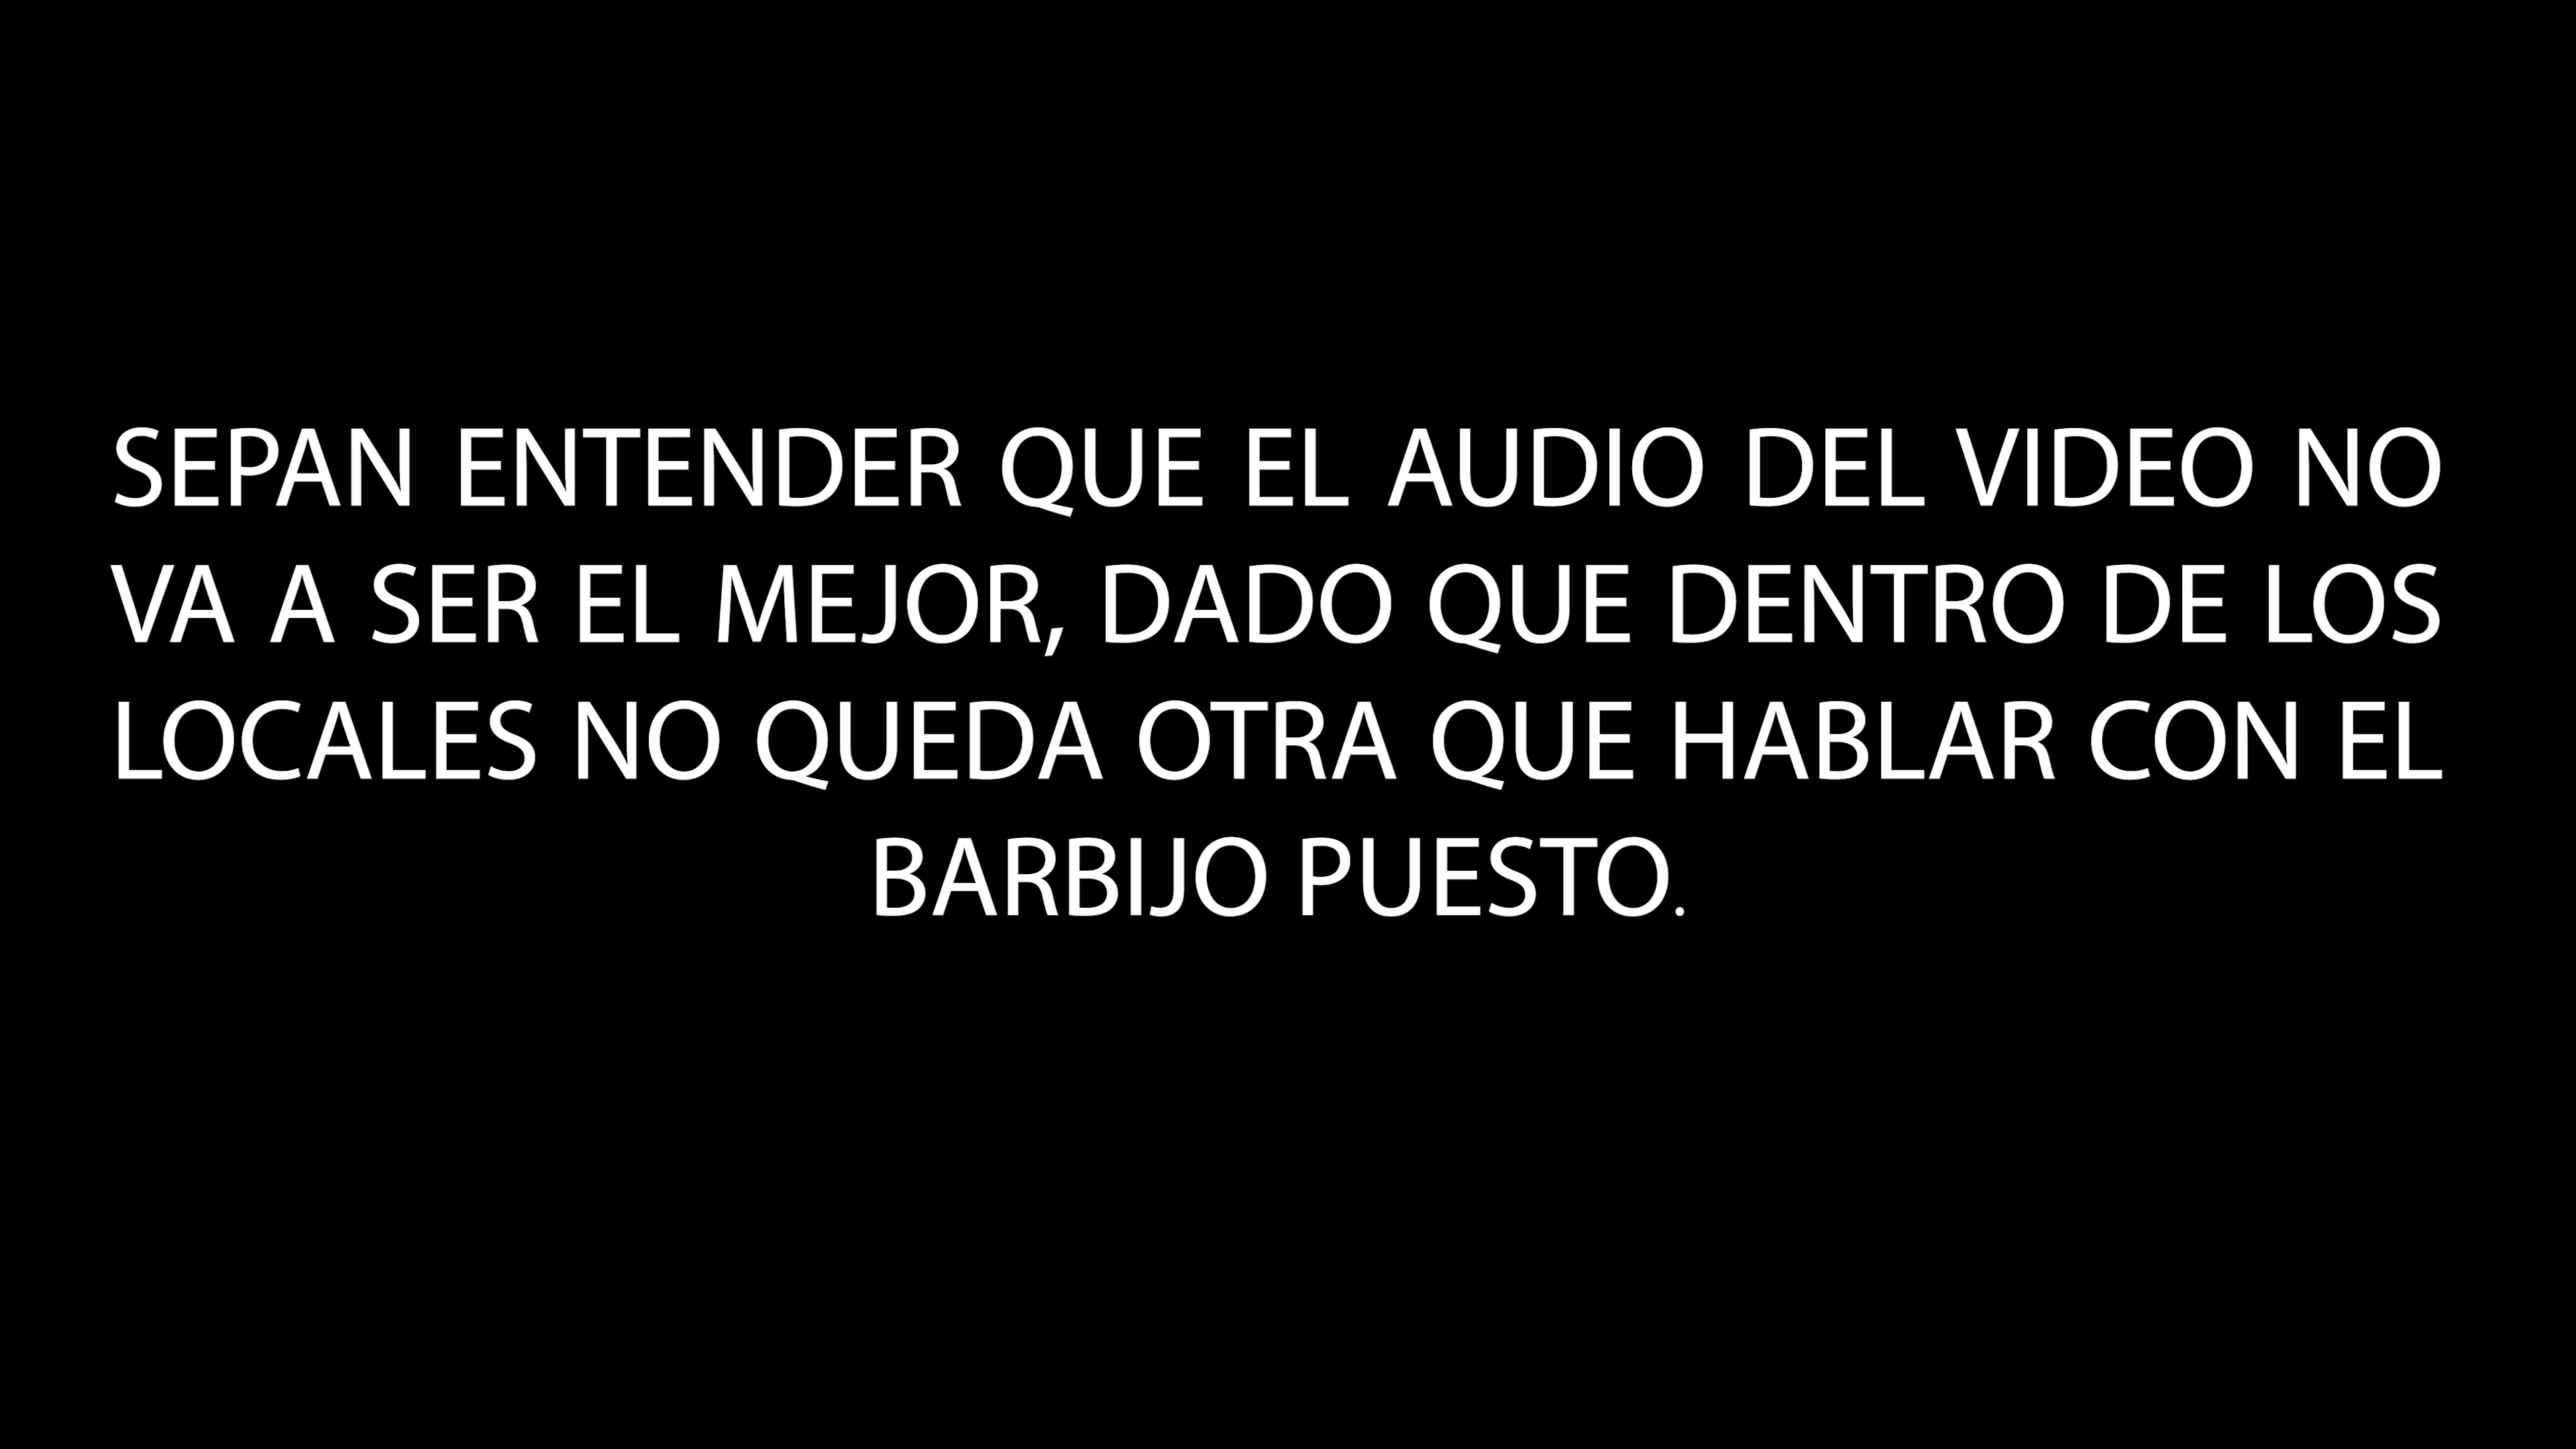 SEPAN ENTENDER QUE EL AUDIO DEL VIDEO NO
VA A SER EL MEJOR, DADO QUE DENTRO DE LOS
LOCALES NO QUEDA OTRA QUE HABLAR CON EL
BARBIJO PUESTO.